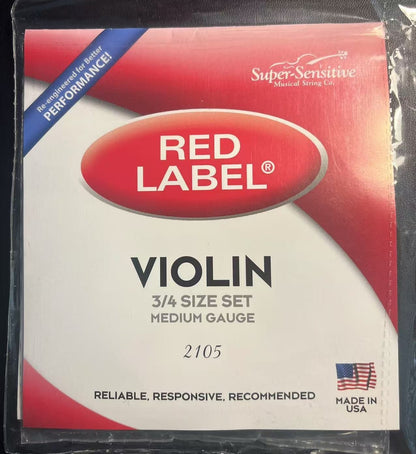 Re-engineered for Better
PERFORMANCE!
Super-Sensitive
Musical String Co.
RED
LABEL®
VIOLIN
3/4 SIZE SET
MEDIUM GAUGE
2105
RELIABLE, RESPONSIVE, RECOMMENDED
MADE IN
USA